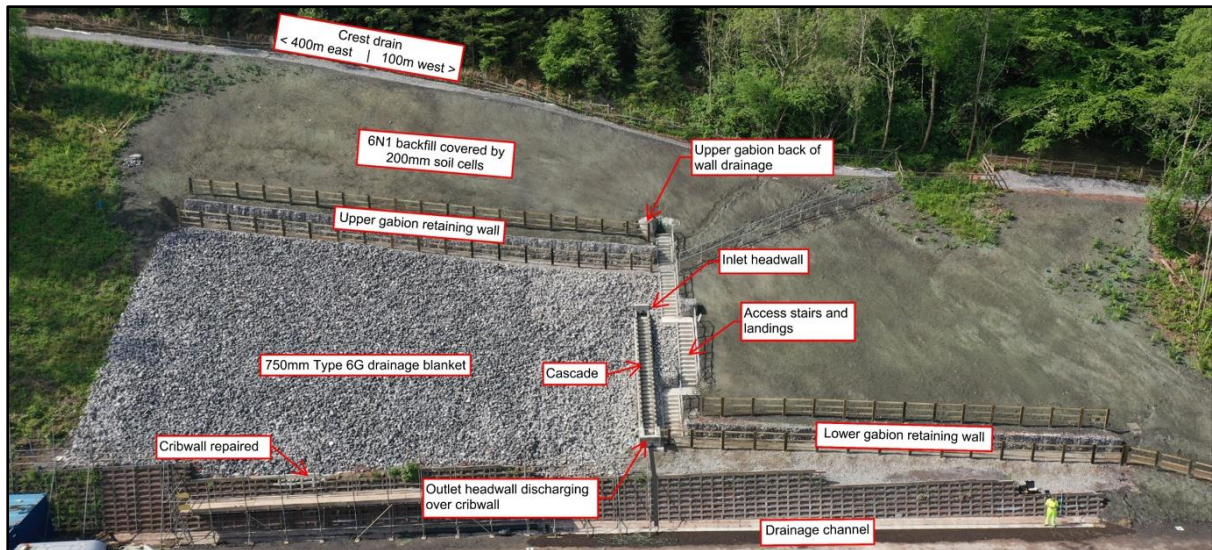 Crest drain
< 400m east | 100m west >
6N1 backfill covered by
200mm soil cells
Upper gabion back of
wall drainage
Upper gabion retaining wall
Inlet headwall
Access stairs and
landings
750mm Type 6G drainage blanket
Cascade
Lower gabion retaining wall
Cribwall repaired
Outlet headwall discharging
over cribwall
Drainage channel